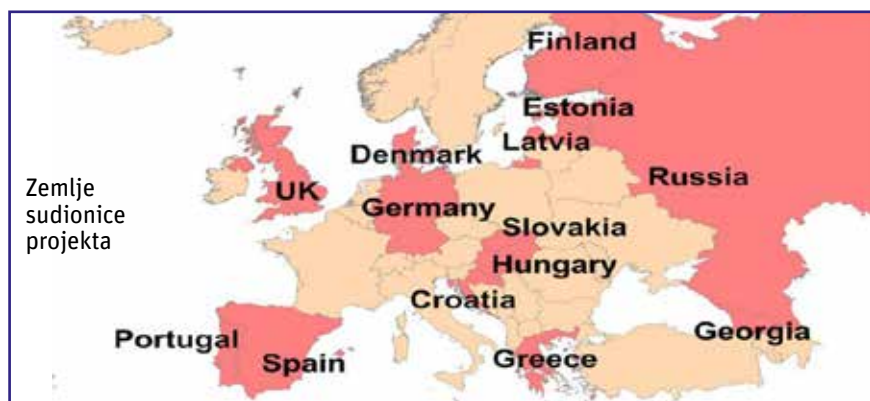 Zemlje
sudionice
projekta
Finland
Estonia
Latvia
Denmark
Russia
UK
Germany
Slovakia
Hungary
Croatia
Portugal
Spain
Greece
Georgia